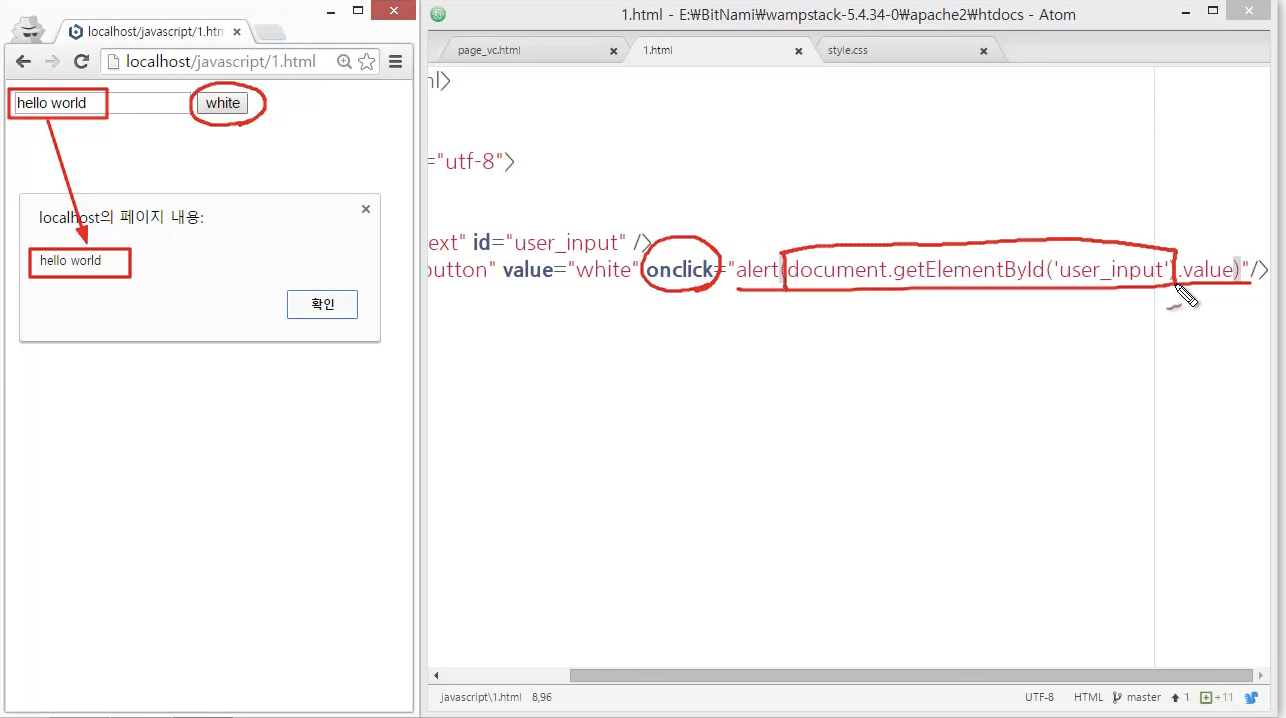 localhost/javascript/1.htm
localhost/javascript/1.html
hello world
white
localhost의 페이지 내용:
hello world
확인
1.html - E:₩BitNami₩wampstack-5.4.34-0₩apache2₩htdocs - Atom
page_vc.html
1.html
style.css
nl>
="utf-8">
ext" id="user_input" />
button" value="white" onclick="alert(document.getElementById('user_input').value)"/>
javascript\1.html 8,96
UTF-8 HTML master 1 +11